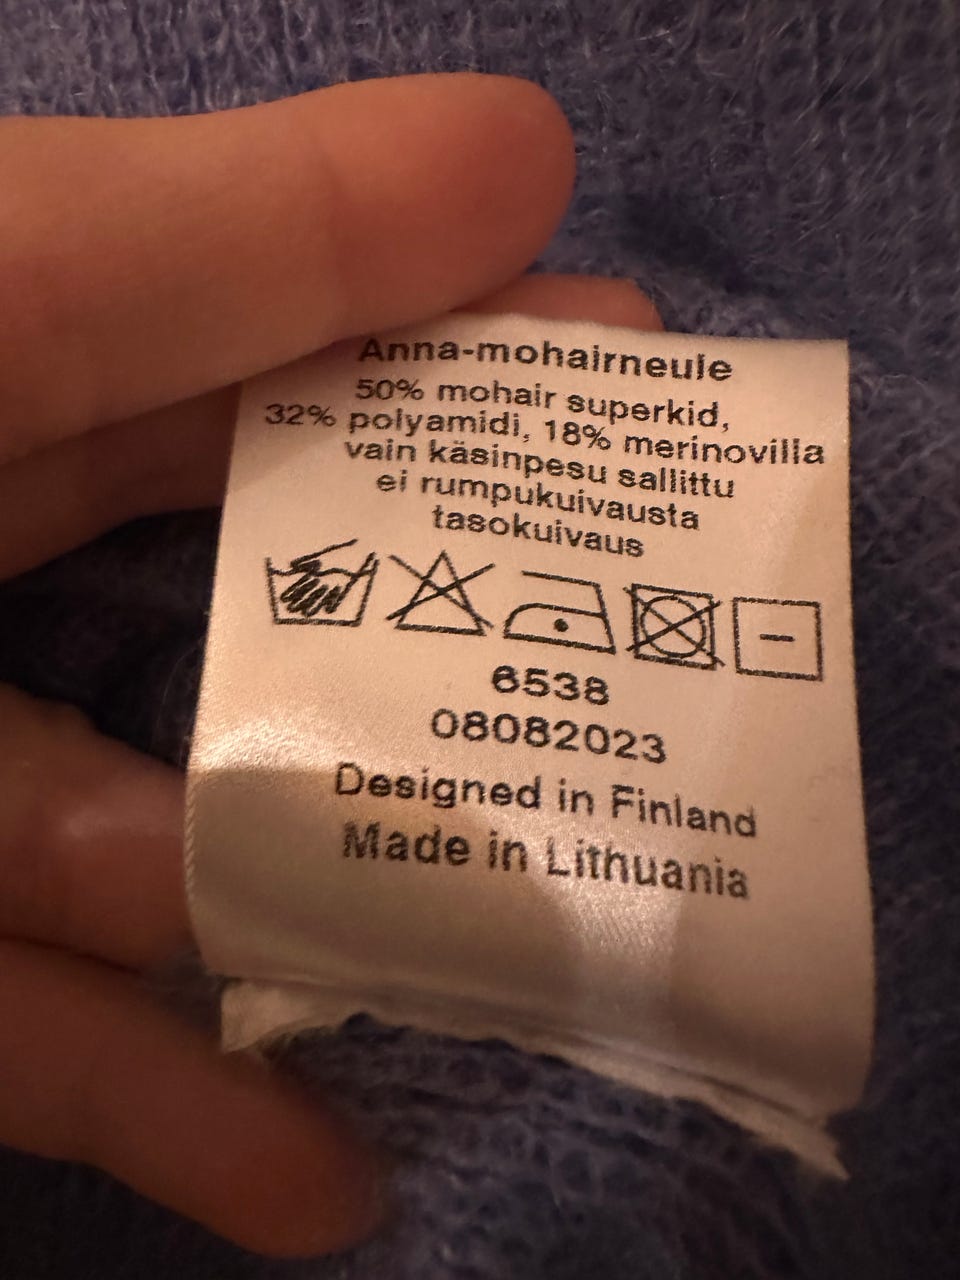 Anna-mohairneule
50% mohair superkid,
32% polyamidi, 18% merinovilla
vain käsinpesu sallittu
ei rumpukuivausta
tasokuivaus
6538
08082023
Designed in Finland
Made in Lithuania